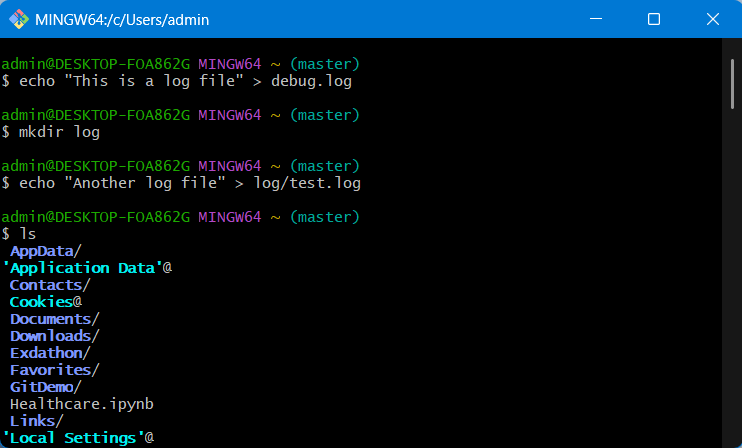 MINGW64:/c/Users/admin
admin@DESKTOP-FOA862G MINGW64 ~ (master)
$ echo "This is a log file" > debug.log
admin@DESKTOP-FOA862G MINGW64 ~ (master)
$ mkdir log
admin@DESKTOP-FOA862G MINGW64 ~ (master)
$ echo "Another log file" > log/test.log
admin@DESKTOP-FOA862G MINGW64 ~ (master)
$ ls
AppData/
'Application Data'@
Contacts/
Cookies@
Documents/
Downloads/
Exdathon/
Favorites/
GitDemo/
Healthcare.ipynb
Links/
'Local Settings'@